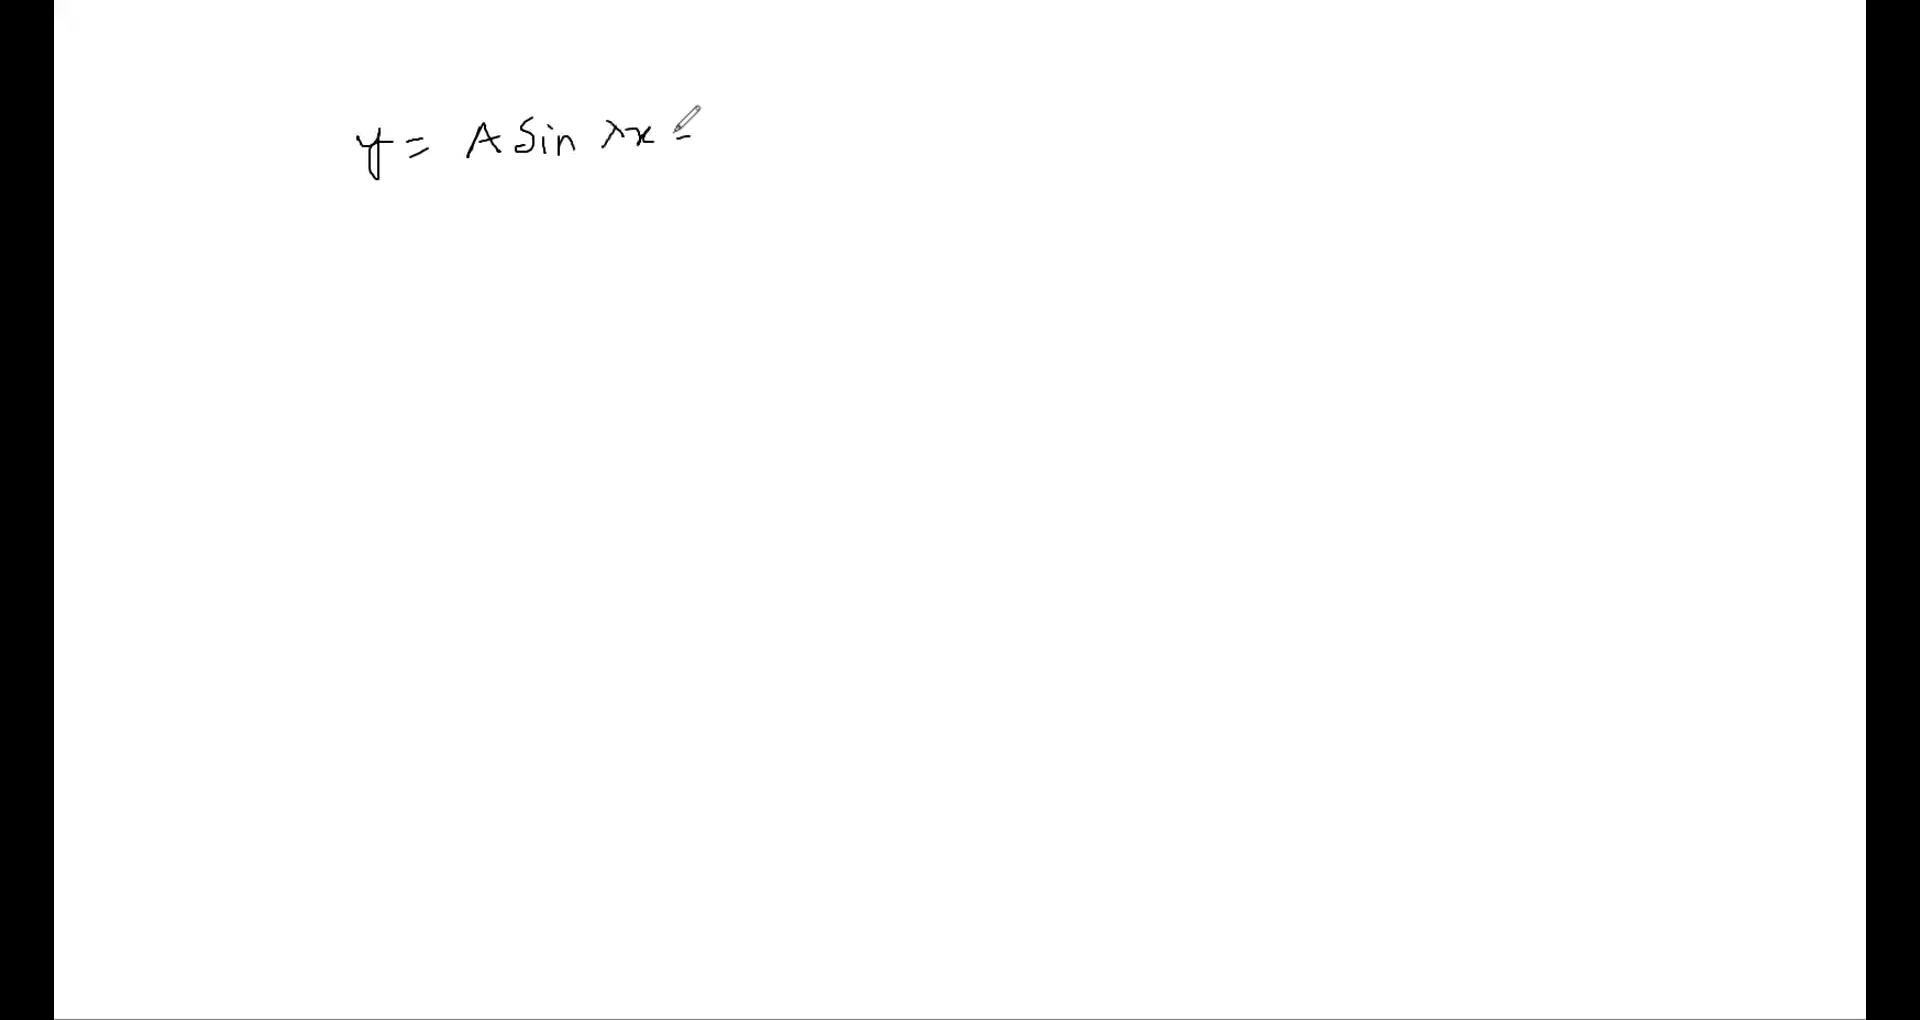 y = A Sin λx -